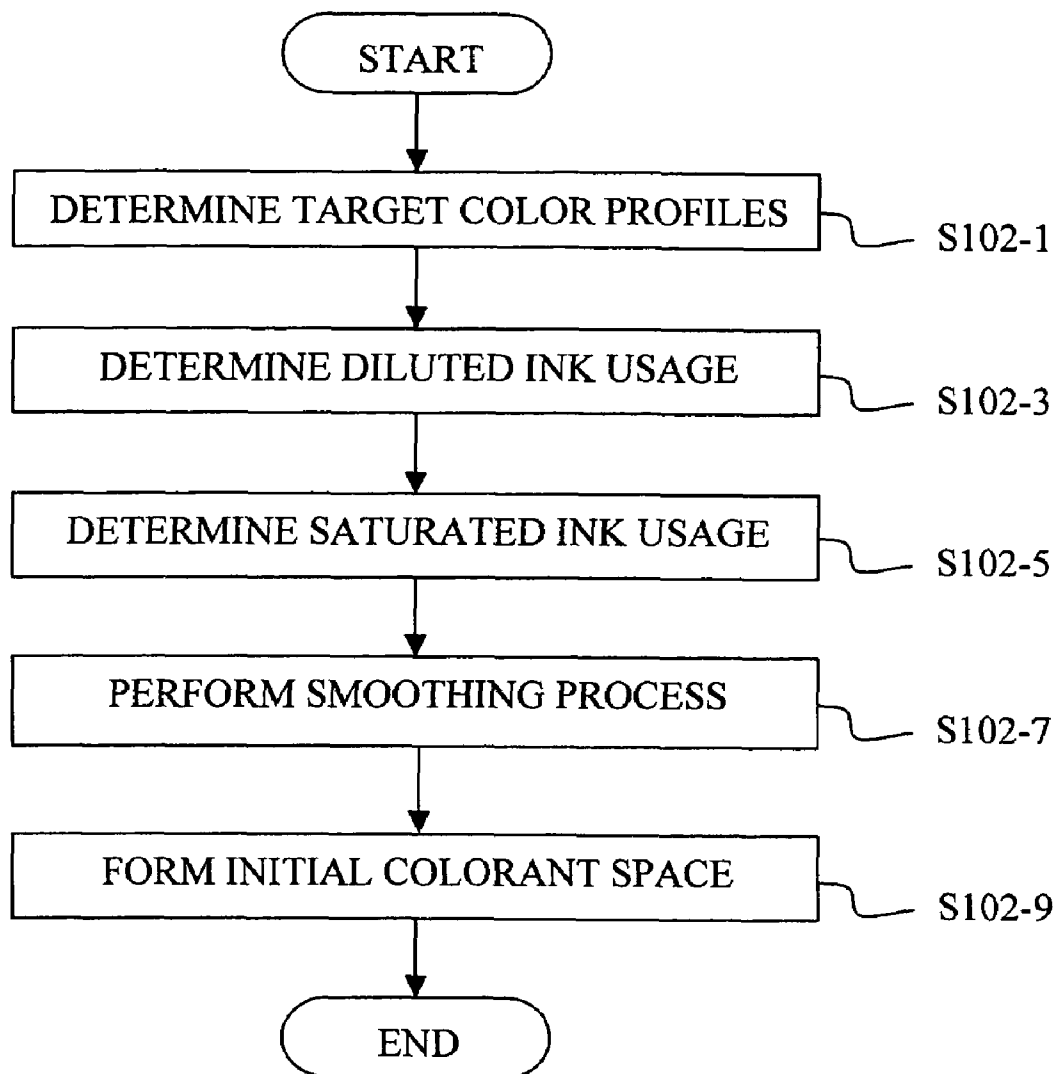 START
DETERMINE TARGET COLOR PROFILES
S102-1
DETERMINE DILUTED INK USAGE
S102-3
DETERMINE SATURATED INK USAGE
S102-5
PERFORM SMOOTHING PROCESS
S102-7
FORM INITIAL COLORANT SPACE
S102-9
END